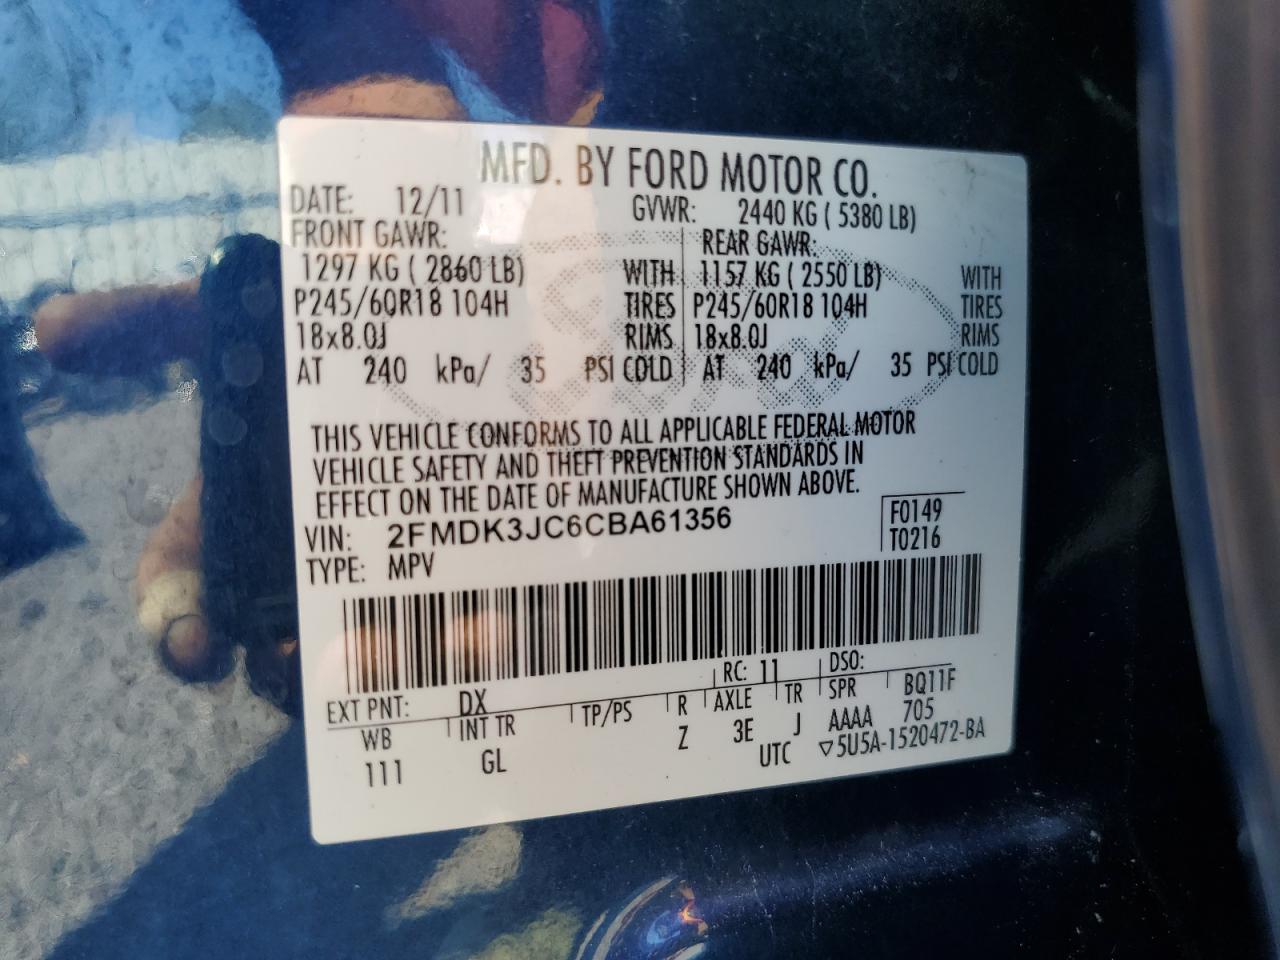 MFD. BY FORD MOTOR CO.
DATE: 12/11 GVWR: 2440 KG ( 5380 LB)
FRONT GAWR: REAR GAWR:
1297 KG ( 2860 LB) WITH 1157 KG ( 2550 LB) WITH
P245/60R18 104H TIRES P245/60R18 104H TIRES
18x8.0J RIMS 18x8.0J RIMS
AT 240 kPa/ 35 PSI COLD AT 240 kPa/ 35 PSI COLD
THIS VEHICLE CONFORMS TO ALL APPLICABLE FEDERAL MOTOR
VEHICLE SAFETY AND THEFT PREVENTION STANDARDS IN
EFFECT ON THE DATE OF MANUFACTURE SHOWN ABOVE.
VIN: 2FMDK3JC6CBA61356 F0149
TYPE: MPV T0216
EXT PNT: DX RC: 11 DSO:
WB INT TR TP/PS R AXLE TR SPR BQ11F
111 GL Z 3E J AAAA 705
UTC ▽5U5A-1520472-BA